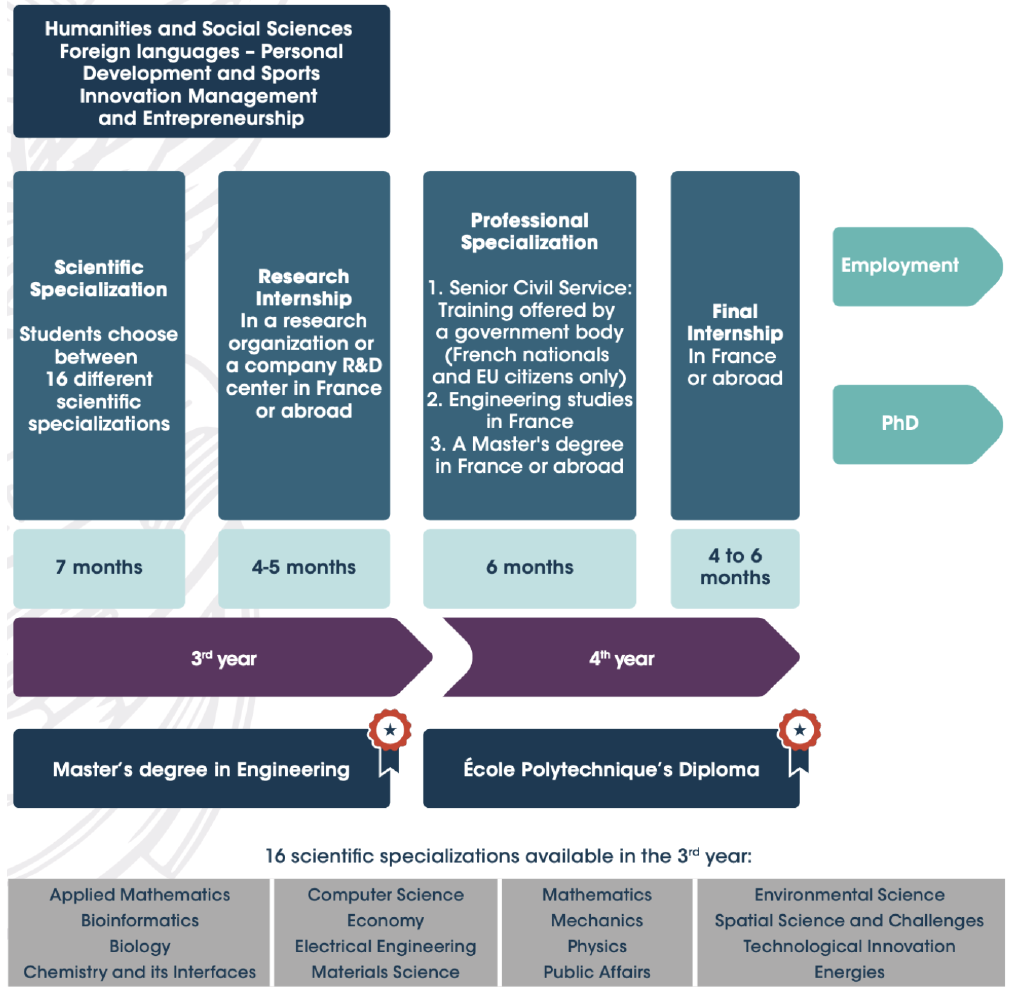 Humanities and Social Sciences
Foreign languages – Personal
Development and Sports
Innovation Management
and Entrepreneurship
Scientific
Specialization
Students choose
between
16 different
scientific
specializations
Research
Internship
In a research
organization or
a company R&D
center in France
or abroad
Professional
Specialization
1. Senior Civil Service:
Training offered by
a government body
(French nationals
and EU citizens only)
2. Engineering studies
in France
3. A Master's degree
in France or abroad
Final
Internship
In France
or abroad
Employment
PhD
7 months
4-5 months
6 months
4 to 6
months
3rd year
4th year
Master's degree in Engineering
École Polytechnique's Diploma
16 scientific specializations available in the 3rd year:
Applied Mathematics
Bioinformatics
Biology
Chemistry and its Interfaces
Computer Science
Economy
Electrical Engineering
Materials Science
Mathematics
Mechanics
Physics
Public Affairs
Environmental Science
Spatial Science and Challenges
Technological Innovation
Energies